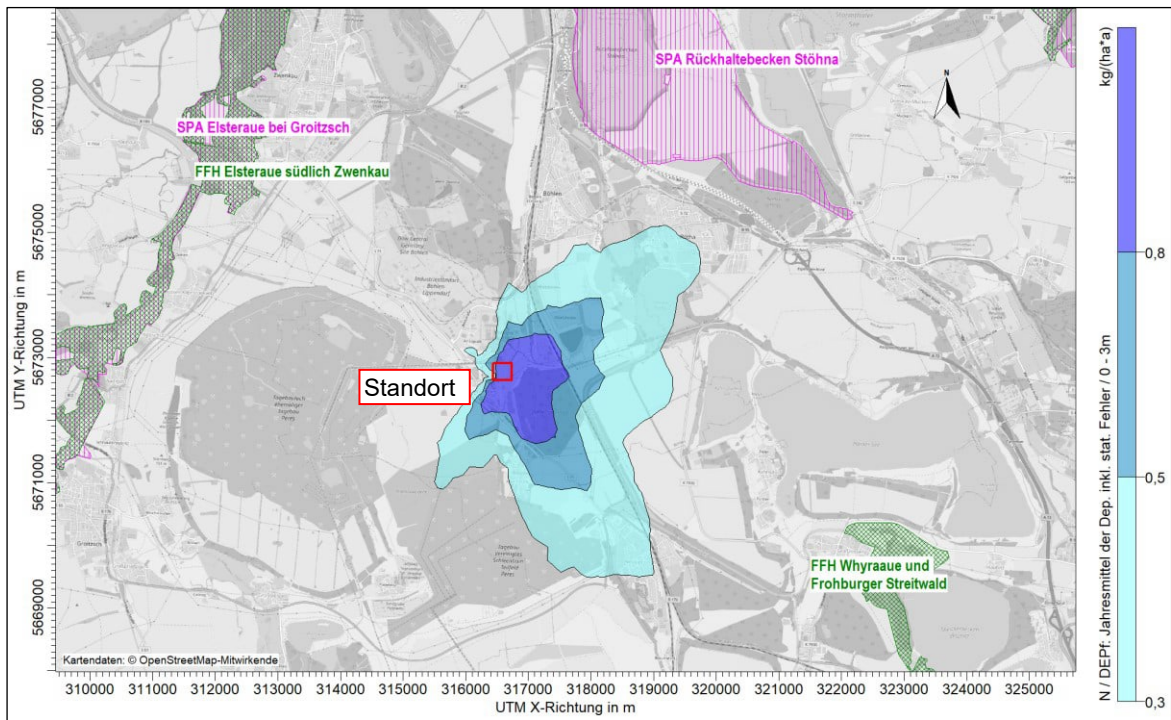 SPA Rückhaltebecken Stöhna
SPA Elsteraue bei Groitzsch
FFH Elsteraue südlich Zwenkau
Zwenkau
Böhlen
Standort
Groitzsch
FFH Whyraaue und
Frohburger Streitwald
Kartendaten: © OpenStreetMap-Mitwirkende
UTM Y-Richtung in m
5677000
5675000
5673000
5671000
5669000
310000 311000 312000 313000 314000 315000 316000 317000 318000 319000 320000 321000 322000 323000 324000 325000
UTM X-Richtung in m
kg/(ha*a)
N / DEPf: Jahresmittel der Dep. inkl. stat. Fehler / 0 - 3m
0,8
0,5
0,3